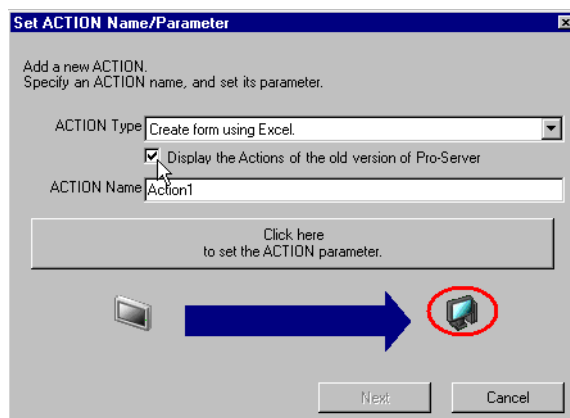 Set ACTION Name/Parameter
Add a new ACTION.
Specify an ACTION name, and set its parameter.
ACTION Type Create form using Excel.
Display the Actions of the old version of Pro-Server
ACTION Name Action1
Click here
to set the ACTION parameter.
Next Cancel